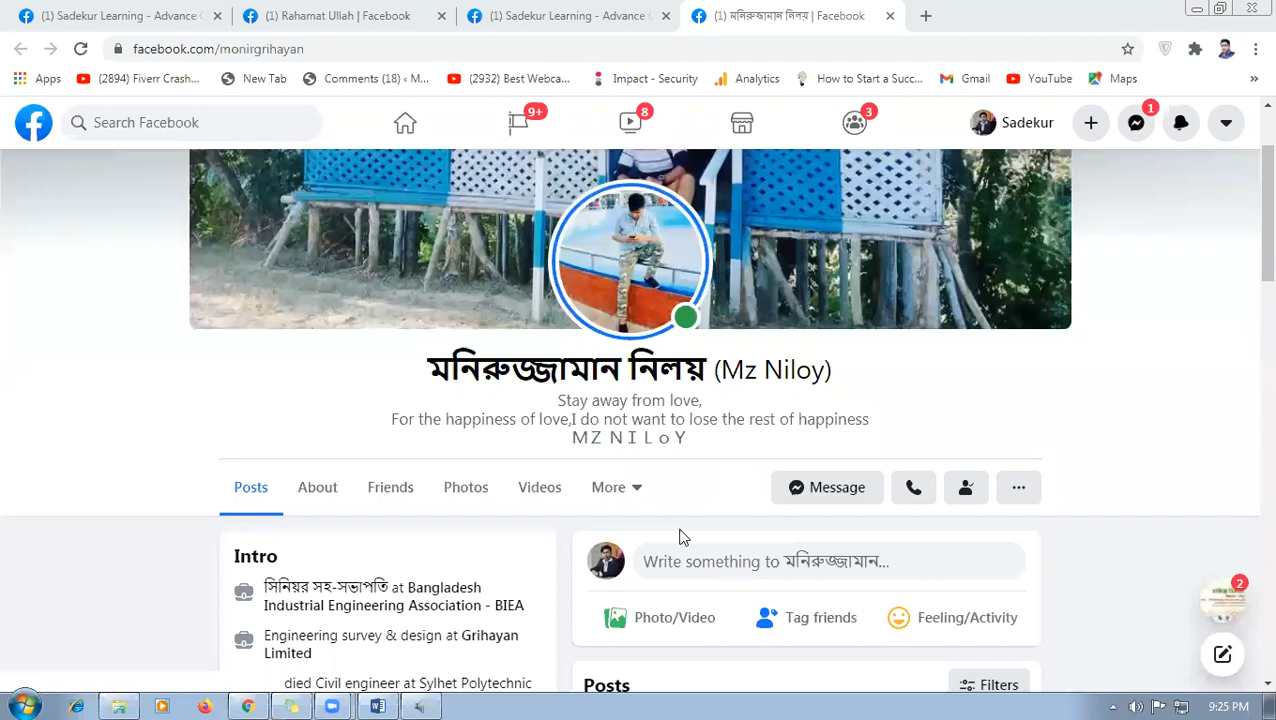 (1) Sadekur Learning - Advance C
(1) Rahamat Ullah | Facebook
(1) Sadekur Learning - Advance C
(1) মনিরুজ্জামান নিলয় | Facebook
facebook.com/monirgrihayan
Apps
(2894) Fiverr Crash...
New Tab
Comments (18) ‹ M...
(2932) Best Webca...
Impact - Security
Analytics
How to Start a Succ...
Gmail
YouTube
Maps
»
Search Facebook
9+
8
3
Sadekur
1
মনিরুজ্জামান নিলয় (Mz Niloy)
Stay away from love,
For the happiness of love,I do not want to lose the rest of happiness
M Z N I L o Y
Posts
About
Friends
Photos
Videos
More
Message
Intro
সিনিয়র সহ-সভাপতি at Bangladesh
Industrial Engineering Association - BIEA
Engineering survey & design at Grihayan
Limited
died Civil engineer at Sylhet Polytechnic
Write something to মনিরুজ্জামান...
Photo/Video
Tag friends
Feeling/Activity
Posts
Filters
2
9:25 PM